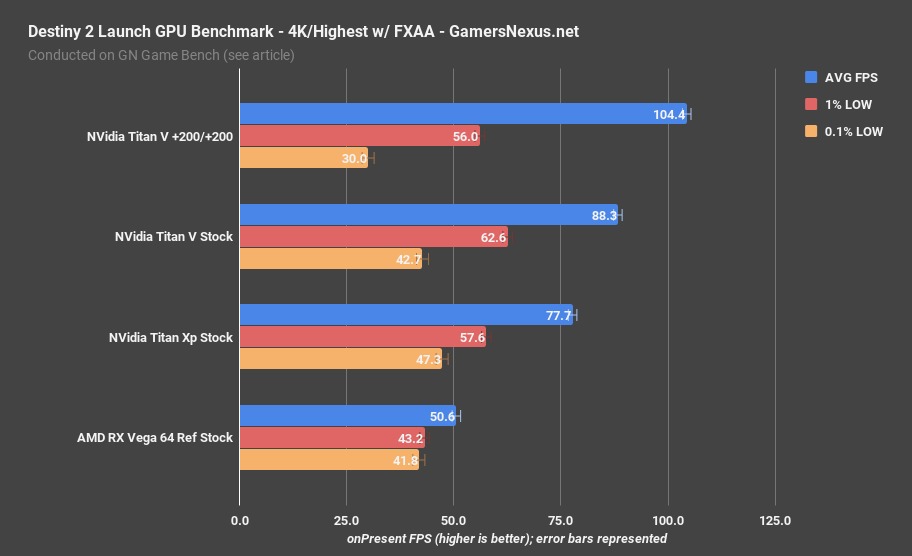 Destiny 2 Launch GPU Benchmark - 4K/Highest w/ FXAA - GamersNexus.net
Conducted on GN Game Bench (see article)
AVG FPS
1% LOW
0.1% LOW
NVidia Titan V +200/+200
104.4
56.0
30.0
NVidia Titan V Stock
88.3
62.6
42.7
NVidia Titan Xp Stock
77.7
57.6
47.3
AMD RX Vega 64 Ref Stock
50.6
43.2
41.8
0.0 25.0 50.0 75.0 100.0 125.0
onPresent FPS (higher is better); error bars represented